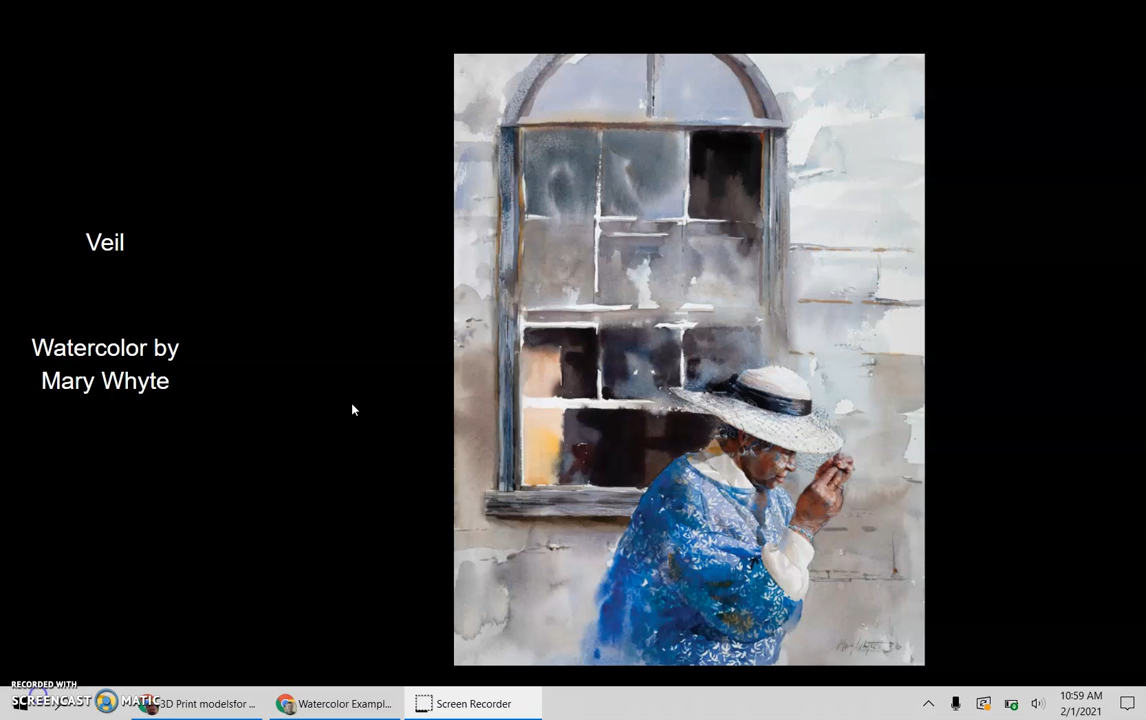 Veil
Watercolor by
Mary Whyte
RECORDED WITH
SCREENCAST MATIC
3D Print modelsfor ...
Watercolor Exampl...
Screen Recorder
10:59 AM
2/1/2021